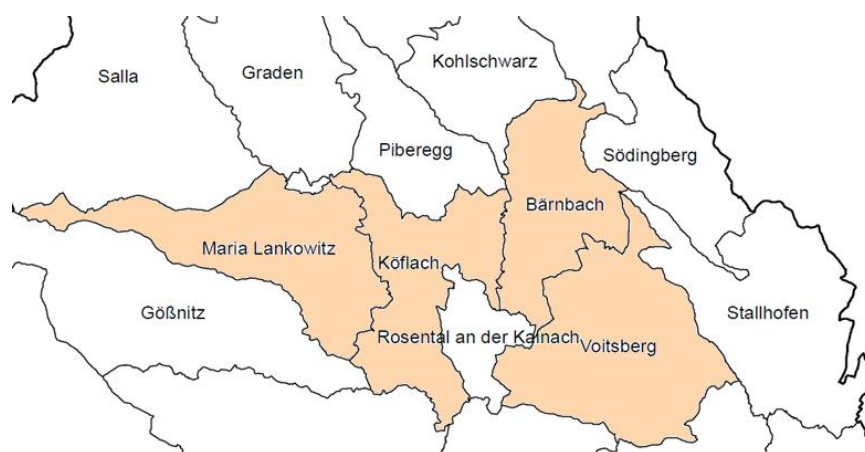 Kohlschwarz
Salla
Graden
Piberegg
Södingberg
Bärnbach
Maria Lankowitz
Köflach
Gößnitz
Stallhofen
Rosental an der Kainach
Voitsberg